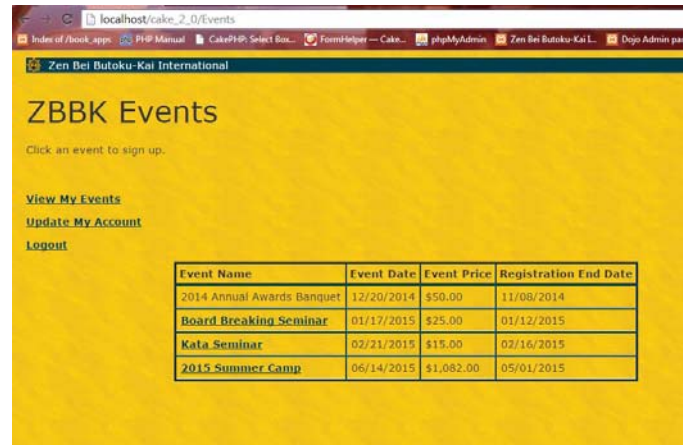 localhost/cake_2_0/Events
Index of /book_apps PHP Manual CakePHP: Select Box... FormHelper — Cake... phpMyAdmin Zen Bei Butoku-Kai I... Dojo Admin pa
Zen Bei Butoku-Kai International
ZBBK Events
Click an event to sign up.
View My Events
Update My Account
Logout
Event Name Event Date Event Price Registration End Date
2014 Annual Awards Banquet 12/20/2014 $50.00 11/08/2014
Board Breaking Seminar 01/17/2015 $25.00 01/12/2015
Kata Seminar 02/21/2015 $15.00 02/16/2015
2015 Summer Camp 06/14/2015 $1,082.00 05/01/2015